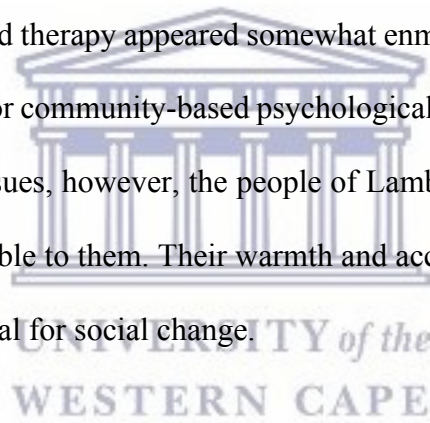 d therapy appeared somewhat enm
or community-based psychological
sues, however, the people of Lamb
ble to them. Their warmth and acc
al for social change.
UNIVERSITY of the
WESTERN CAPE